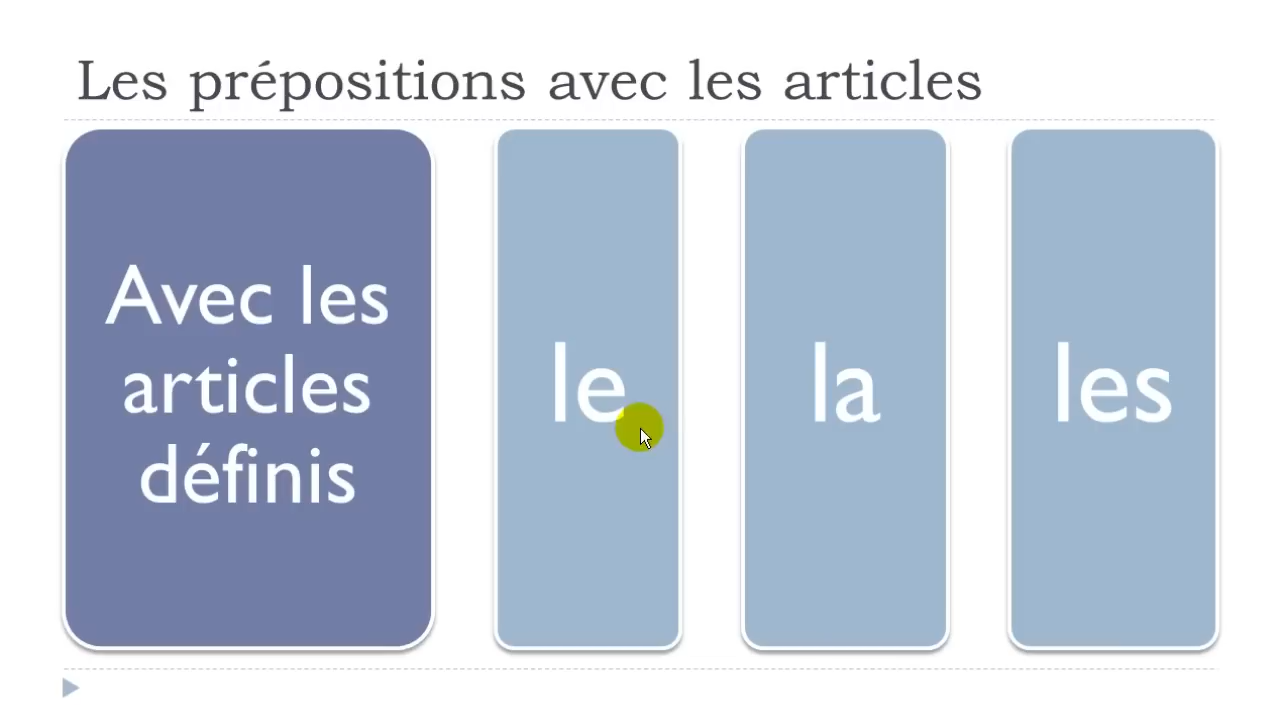 Les prépositions avec les articles
Avec les
articles
définis
le
la
les